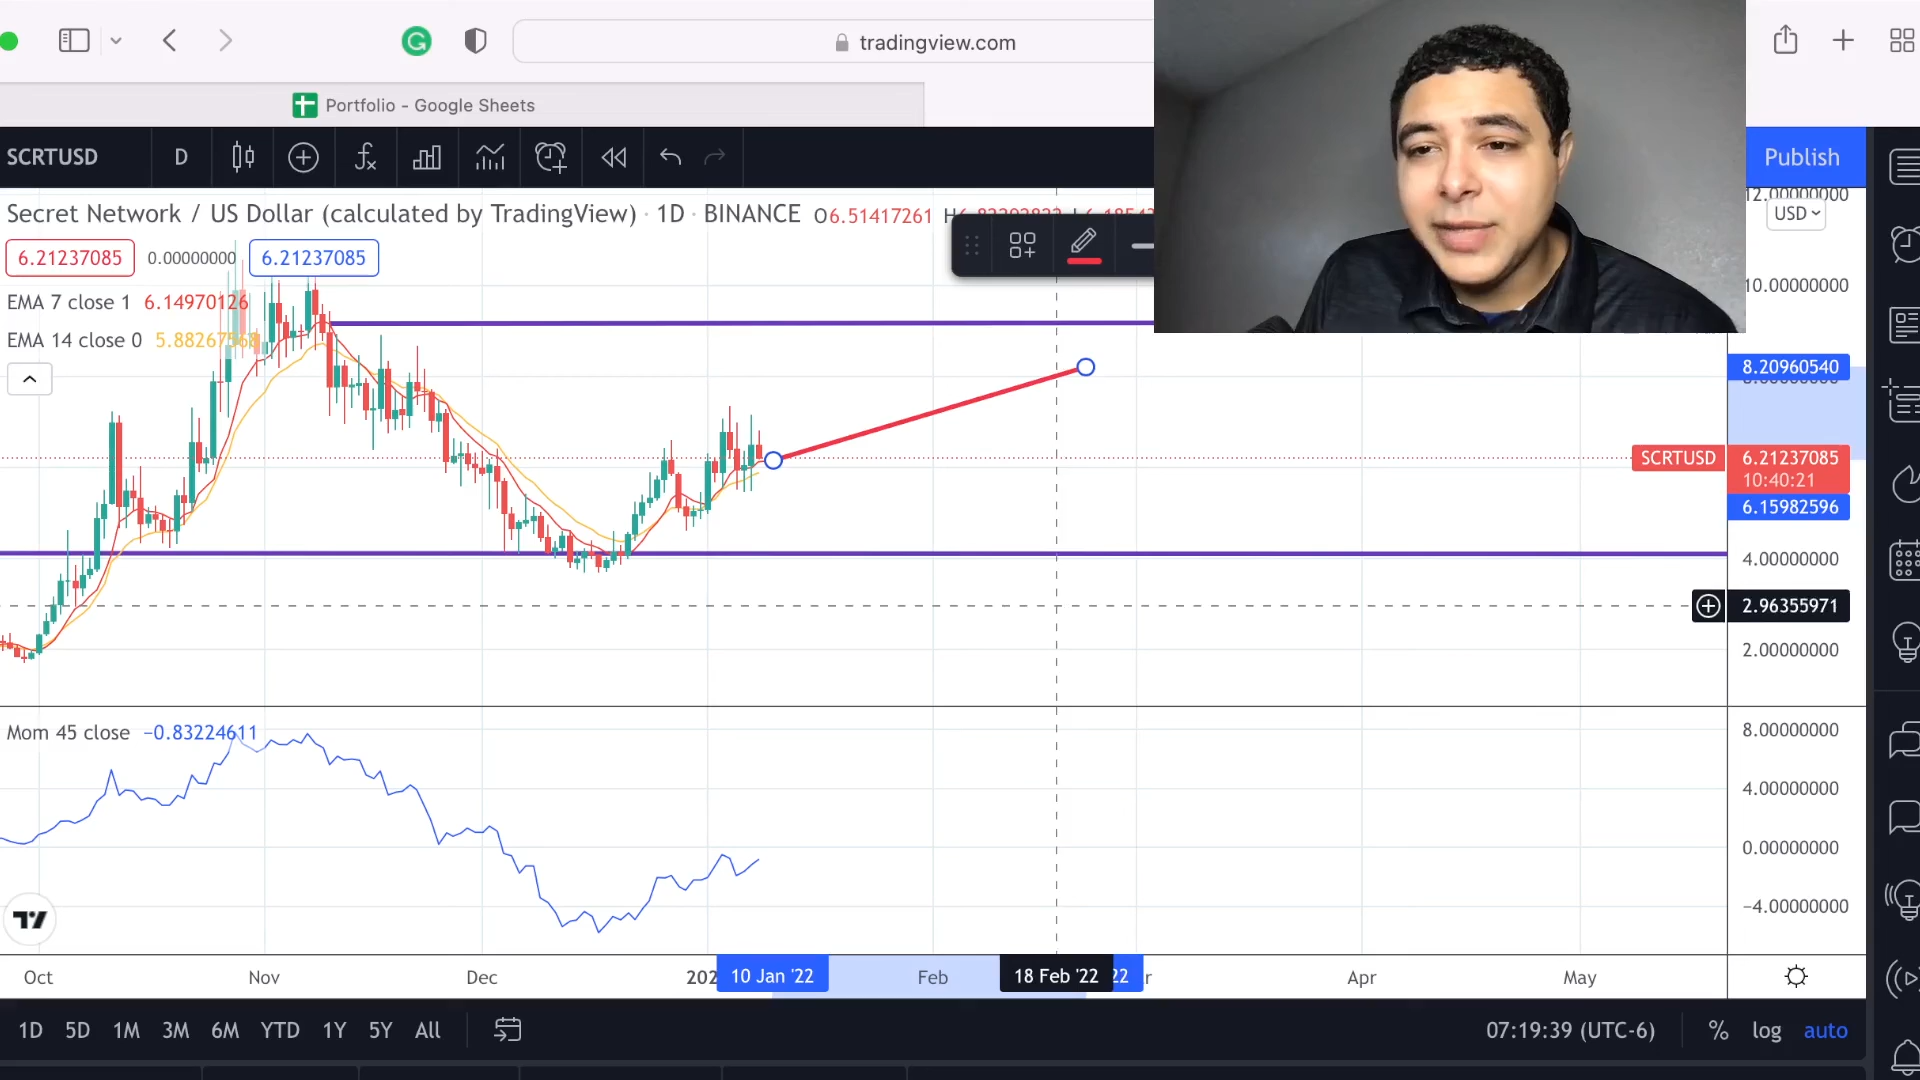 tradingview.com
Portfolio - Google Sheets
SCRTUSD D Publish
Secret Network / US Dollar (calculated by TradingView) · 1D · BINANCE O6.51417261
12.00000000
USD
6.21237085 0.00000000 6.21237085
10.00000000
EMA 7 close 1 6.14970126
EMA 14 close 0
8.20960540
SCRTUSD 6.21237085
10:40:21
6.15982596
4.00000000
2.96355971
2.00000000
Mom 45 close −0.83224611
8.00000000
4.00000000
0.00000000
−4.00000000
Oct Nov Dec 202 10 Jan '22 Feb 18 Feb '22 22 r Apr May
1D 5D 1M 3M 6M YTD 1Y 5Y All 07:19:39 (UTC-6) % log auto